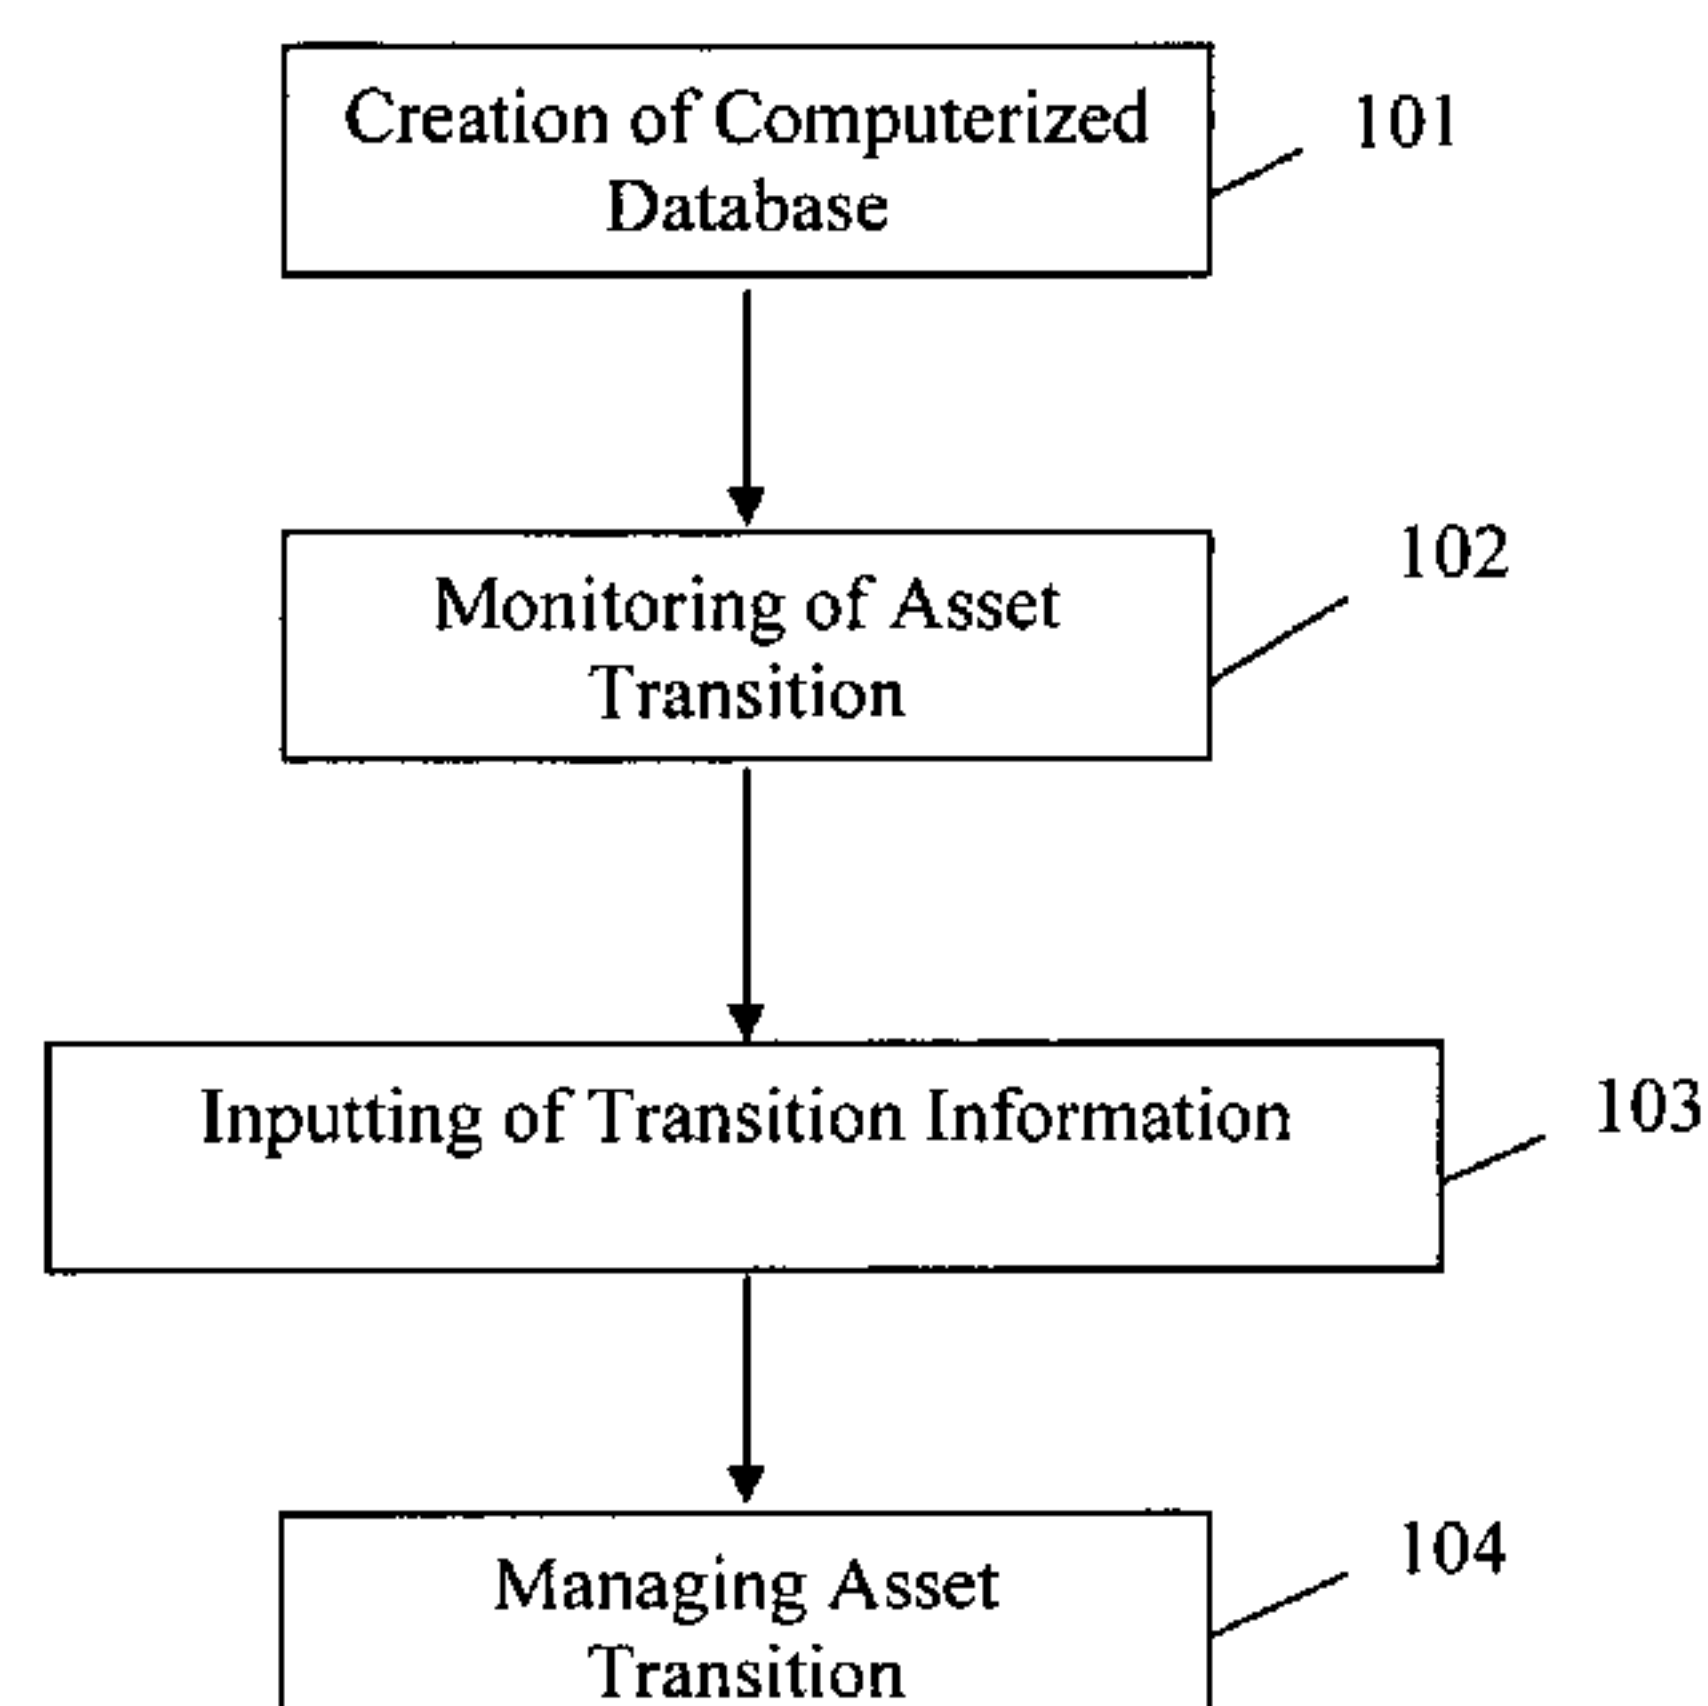 Creation of Computerized
Database
101
Monitoring of Asset
Transition
102
Inputting of Transition Information
103
Managing Asset
Transition
104